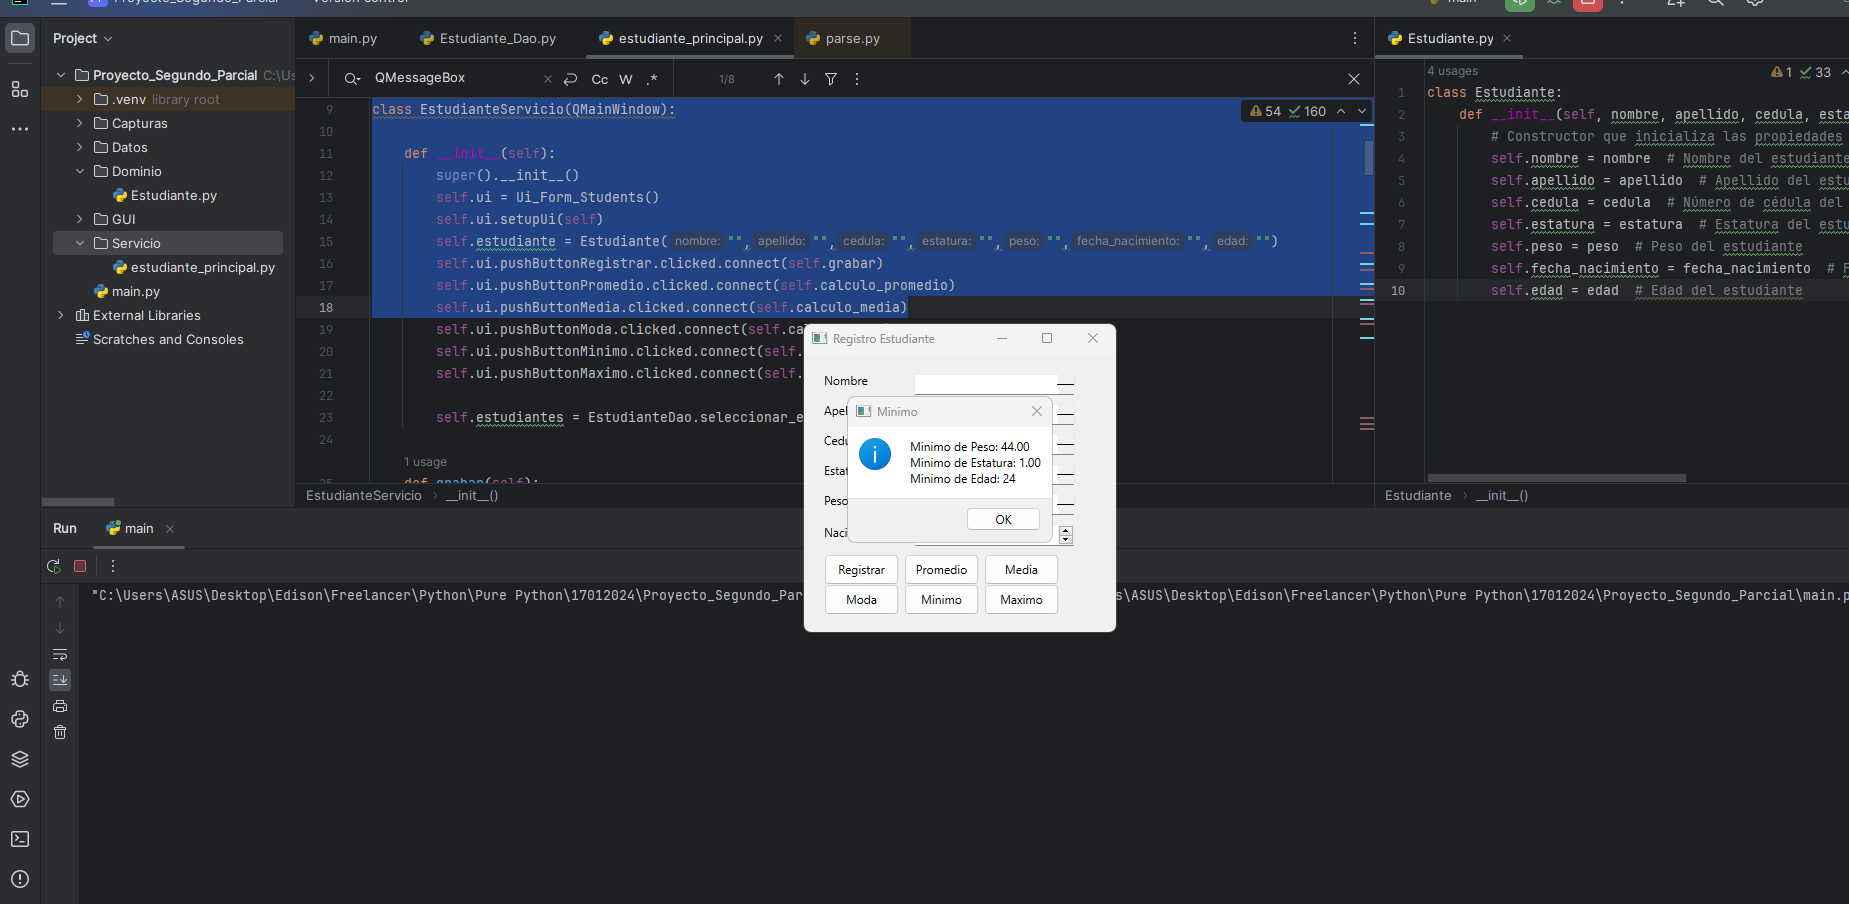 Proyecto_Segundo_Parcial
Version control
main
Project
main.py
Estudiante_Dao.py
estudiante_principal.py
parse.py
Estudiante.py
Proyecto_Segundo_Parcial C:\Us
.venv library root
Capturas
Datos
Dominio
Estudiante.py
GUI
Servicio
estudiante_principal.py
main.py
External Libraries
Scratches and Consoles
QMessageBox
Cc W .*
1/8
54 160
9 class EstudianteServicio(QMainWindow):
10
11 def __init__(self):
12 super().__init__()
13 self.ui = Ui_Form_Students()
14 self.ui.setupUi(self)
15 self.estudiante = Estudiante( nombre: "", apellido: "", cedula: "", estatura: "", peso: "", fecha_nacimiento: "", edad: "")
16 self.ui.pushButtonRegistrar.clicked.connect(self.grabar)
17 self.ui.pushButtonPromedio.clicked.connect(self.calculo_promedio)
18 self.ui.pushButtonMedia.clicked.connect(self.calculo_media)
19 self.ui.pushButtonModa.clicked.connect(self.ca
20 self.ui.pushButtonMinimo.clicked.connect(self.
21 self.ui.pushButtonMaximo.clicked.connect(self.
22
23 self.estudiantes = EstudianteDao.seleccionar_e
24
1 usage
25 def grabar(self):
EstudianteServicio › __init__()
4 usages
1 33
1 class Estudiante:
2 def __init__(self, nombre, apellido, cedula, esta
3 # Constructor que inicializa las propiedades
4 self.nombre = nombre # Nombre del estudiante
5 self.apellido = apellido # Apellido del estu
6 self.cedula = cedula # Número de cédula del
7 self.estatura = estatura # Estatura del estu
8 self.peso = peso # Peso del estudiante
9 self.fecha_nacimiento = fecha_nacimiento # F
10 self.edad = edad # Edad del estudiante
Estudiante › __init__()
Registro Estudiante
Nombre
Apel
Cedu
Estat
Peso
Naci
Minimo
Minimo de Peso: 44.00
Minimo de Estatura: 1.00
Minimo de Edad: 24
OK
Registrar Promedio Media
Moda Minimo Maximo
Run main
"C:\Users\ASUS\Desktop\Edison\Freelancer\Python\Pure Python\17012024\Proyecto_Segundo_Par
s\ASUS\Desktop\Edison\Freelancer\Python\Pure Python\17012024\Proyecto_Segundo_Parcial\main.p